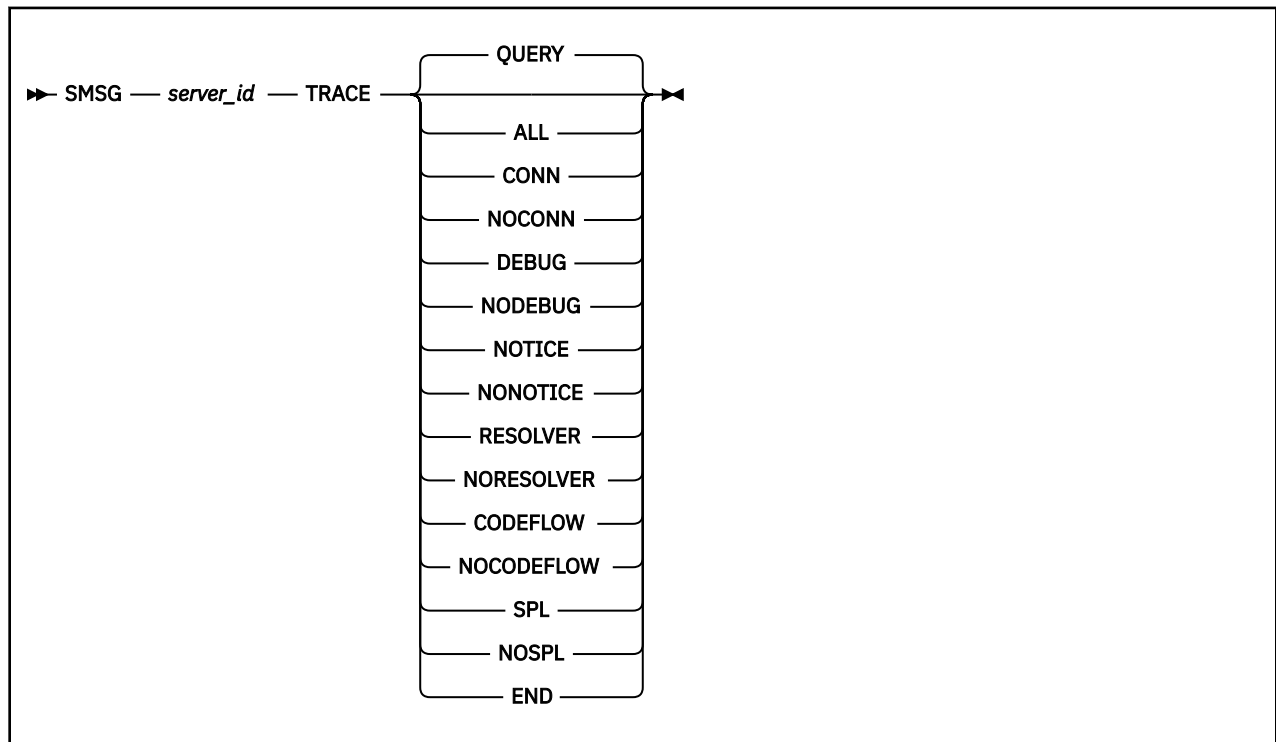 QUERY
SMSG server_id TRACE
ALL
CONN
NOCONN
DEBUG
NODEBUG
NOTICE
NONOTICE
RESOLVER
NORESOLVER
CODEFLOW
NOCODEFLOW
SPL
NOSPL
END